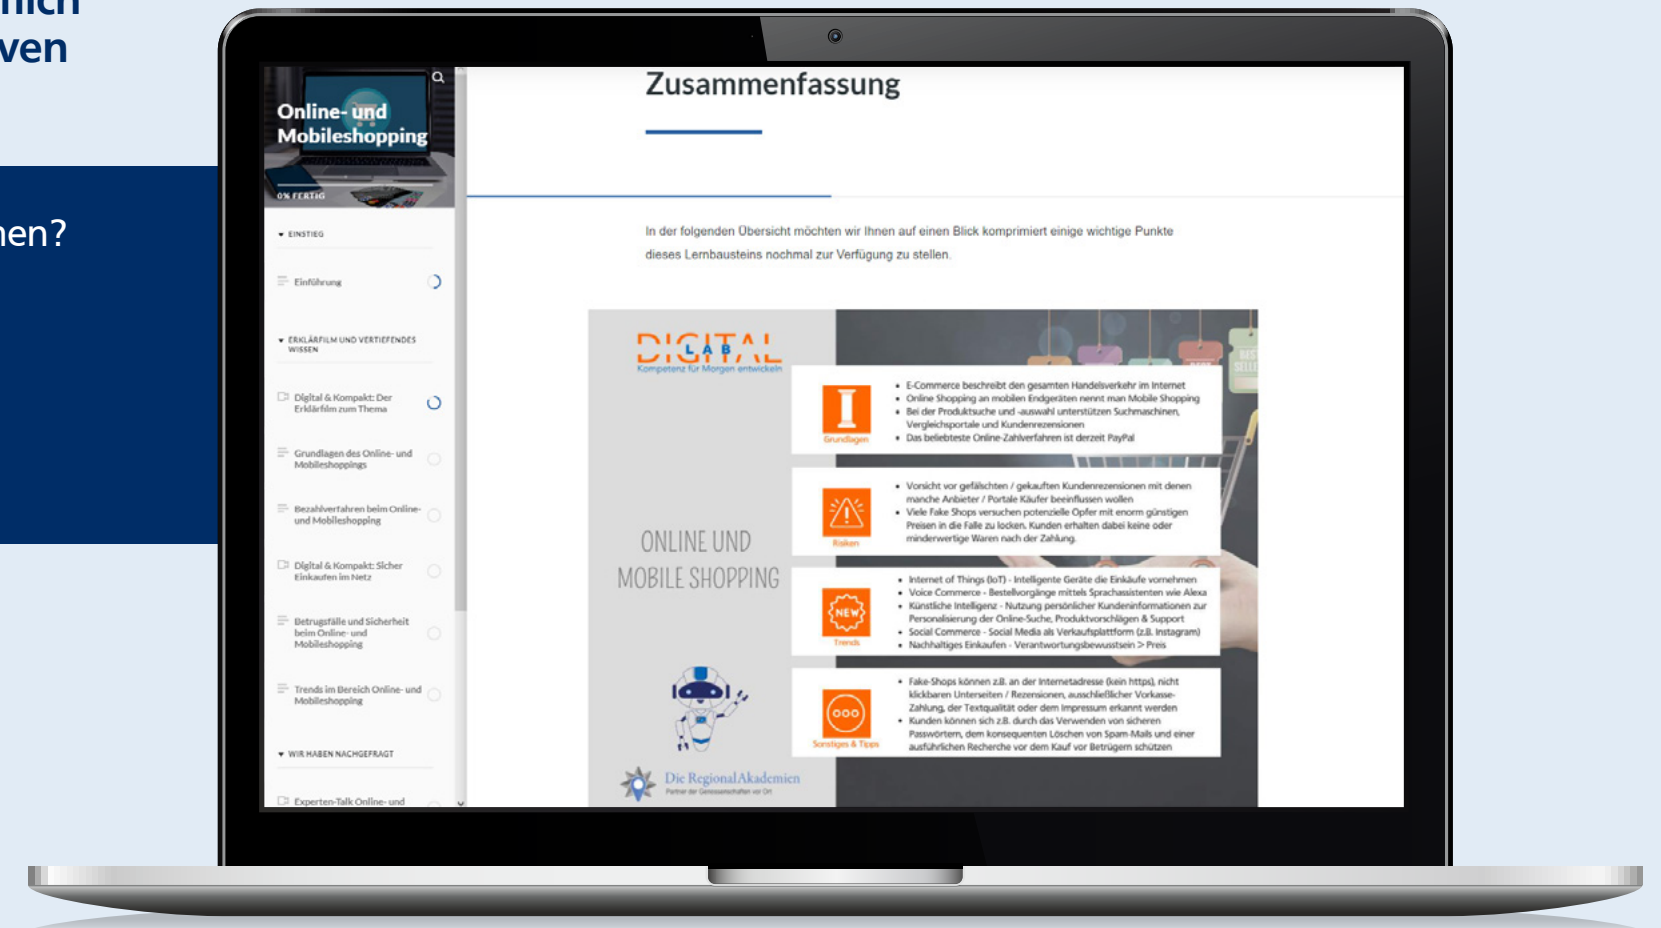 Online- und
Mobileshopping
0% FERTIG
EINSTIEG
Einführung
ERKLÄRFILM UND VERTIEFENDES
WISSEN
Digital & Kompakt: Der
Erklärfilm zum Thema
Grundlagen des Online- und
Mobileshoppings
Bezahlverfahren beim Online-
und Mobileshopping
Digital & Kompakt: Sicher
Einkaufen im Netz
Betrugsfälle und Sicherheit
beim Online- und
Mobileshopping
Trends im Bereich Online- und
Mobileshopping
WIR HABEN NACHGEFRAGT
Experten-Talk Online- und
Zusammenfassung
In der folgenden Übersicht möchten wir Ihnen auf einen Blick komprimiert einige wichtige Punkte
dieses Lernbausteins nochmal zur Verfügung zu stellen.
DIGITAL
LAB
Kompetenz für Morgen entwickeln
ONLINE UND
MOBILE SHOPPING
Die RegionalAkademien
Partner der Genossenschaften vor Ort
Grundlagen
• E-Commerce beschreibt den gesamten Handelsverkehr im Internet
• Online Shopping an mobilen Endgeräten nennt man Mobile Shopping
• Bei der Produktsuche und -auswahl unterstützen Suchmaschinen,
Vergleichsportale und Kundenrezensionen
• Das beliebteste Online-Zahlverfahren ist derzeit PayPal
Risiken
• Vorsicht vor gefälschten / gekauften Kundenrezensionen mit denen
manche Anbieter / Portale Käufer beeinflussen wollen
• Viele Fake Shops versuchen potenzielle Opfer mit enorm günstigen
Preisen in die Falle zu locken. Kunden erhalten dabei keine oder
minderwertige Waren nach der Zahlung.
NEW
Trends
• Internet of Things (IoT) - Intelligente Geräte die Einkäufe vornehmen
• Voice Commerce - Bestellvorgänge mittels Sprachassistenten wie Alexa
• Künstliche Intelligenz - Nutzung persönlicher Kundeninformationen zur
Personalisierung der Online-Suche, Produktvorschlägen & Support
• Social Commerce - Social Media als Verkaufsplattform (z.B. Instagram)
• Nachhaltiges Einkaufen - Verantwortungsbewusstsein > Preis
Sonstiges & Tipps
• Fake-Shops können z.B. an der Internetadresse (kein https), nicht
klickbaren Unterseiten / Rezensionen, ausschließlicher Vorkasse-
Zahlung, der Textqualität oder dem Impressum erkannt werden
• Kunden können sich z.B. durch das Verwenden von sicheren
Passwörtern, dem konsequenten Löschen von Spam-Mails und einer
ausführlichen Recherche vor dem Kauf vor Betrügern schützen